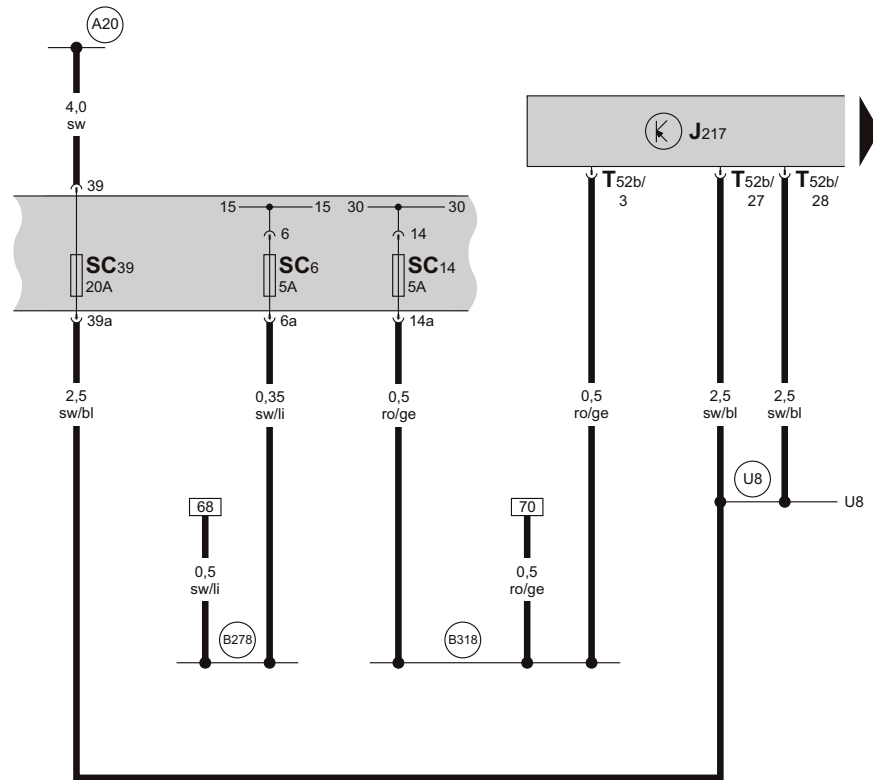 A20
4,0
sw
J217
39
T52b/
3
T52b/
27
T52b/
28
15
15
30
30
6
14
SC39
20A
SC6
5A
SC14
5A
39a
6a
14a
2,5
sw/bl
0,35
sw/li
0,5
ro/ge
0,5
ro/ge
2,5
sw/bl
2,5
sw/bl
U8
U8
68
70
0,5
sw/li
0,5
ro/ge
B278
B318